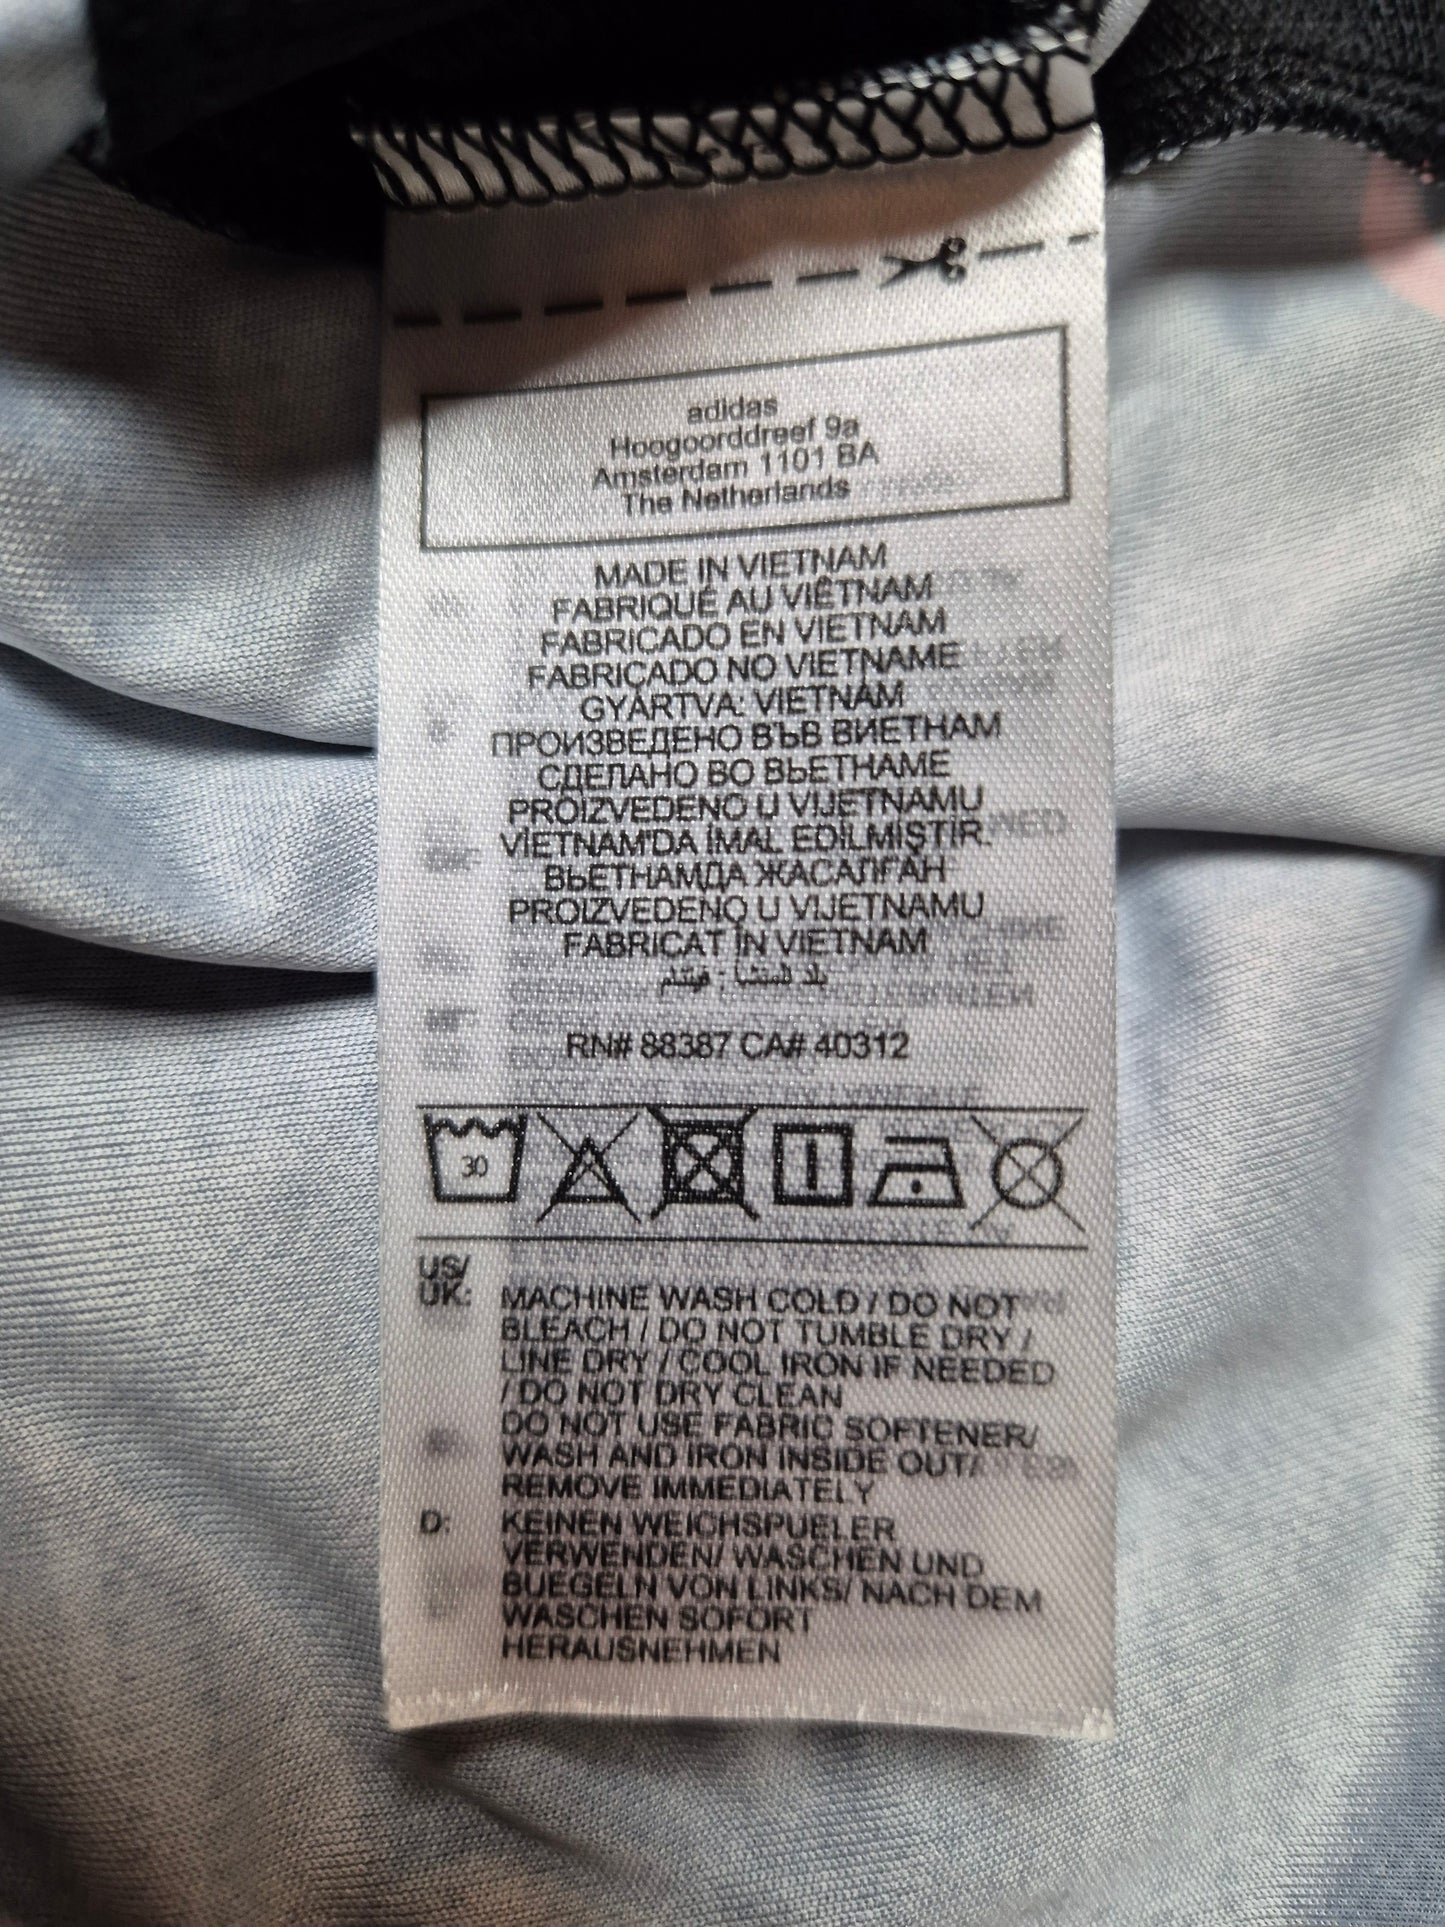 adidas
Hoogoorddreef 9a
Amsterdam 1101 BA
The Netherlands
MADE IN VIETNAM
FABRIQUÉ AU VIÊTNAM
FABRICADO EN VIETNAM
FABRICADO NO VIETNAME
GYÁRTVA: VIETNÁM
ПРОИЗВЕДЕНО ВЪВ ВИЕТНАМ
СДЕЛАНО ВО ВЬЕТНАМЕ
PROIZVEDENO U VIJETNAMU
VİETNAM'DA İMAL EDİLMİŞTİR.
ВЬЕТНАМДА ЖАСАЛҒАН
PROIZVEDENO U VIJETNAMU
FABRICAT ÎN VIETNAM
بلد المنشأ : فيتنام
RN# 88387 CA# 40312
30
US/
UK: MACHINE WASH COLD / DO NOT
BLEACH / DO NOT TUMBLE DRY /
LINE DRY / COOL IRON IF NEEDED
/ DO NOT DRY CLEAN
DO NOT USE FABRIC SOFTENER/
WASH AND IRON INSIDE OUT/
REMOVE IMMEDIATELY
D: KEINEN WEICHSPUELER
VERWENDEN/ WASCHEN UND
BUEGELN VON LINKS/ NACH DEM
WASCHEN SOFORT
HERAUSNEHMEN